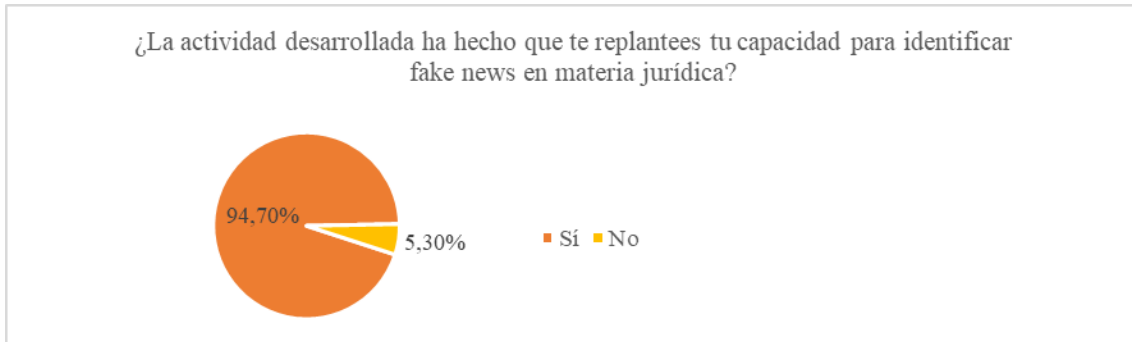 ¿La actividad desarrollada ha hecho que te replantees tu capacidad para identificar
fake news en materia jurídica?
94,70%
5,30%
Sí No